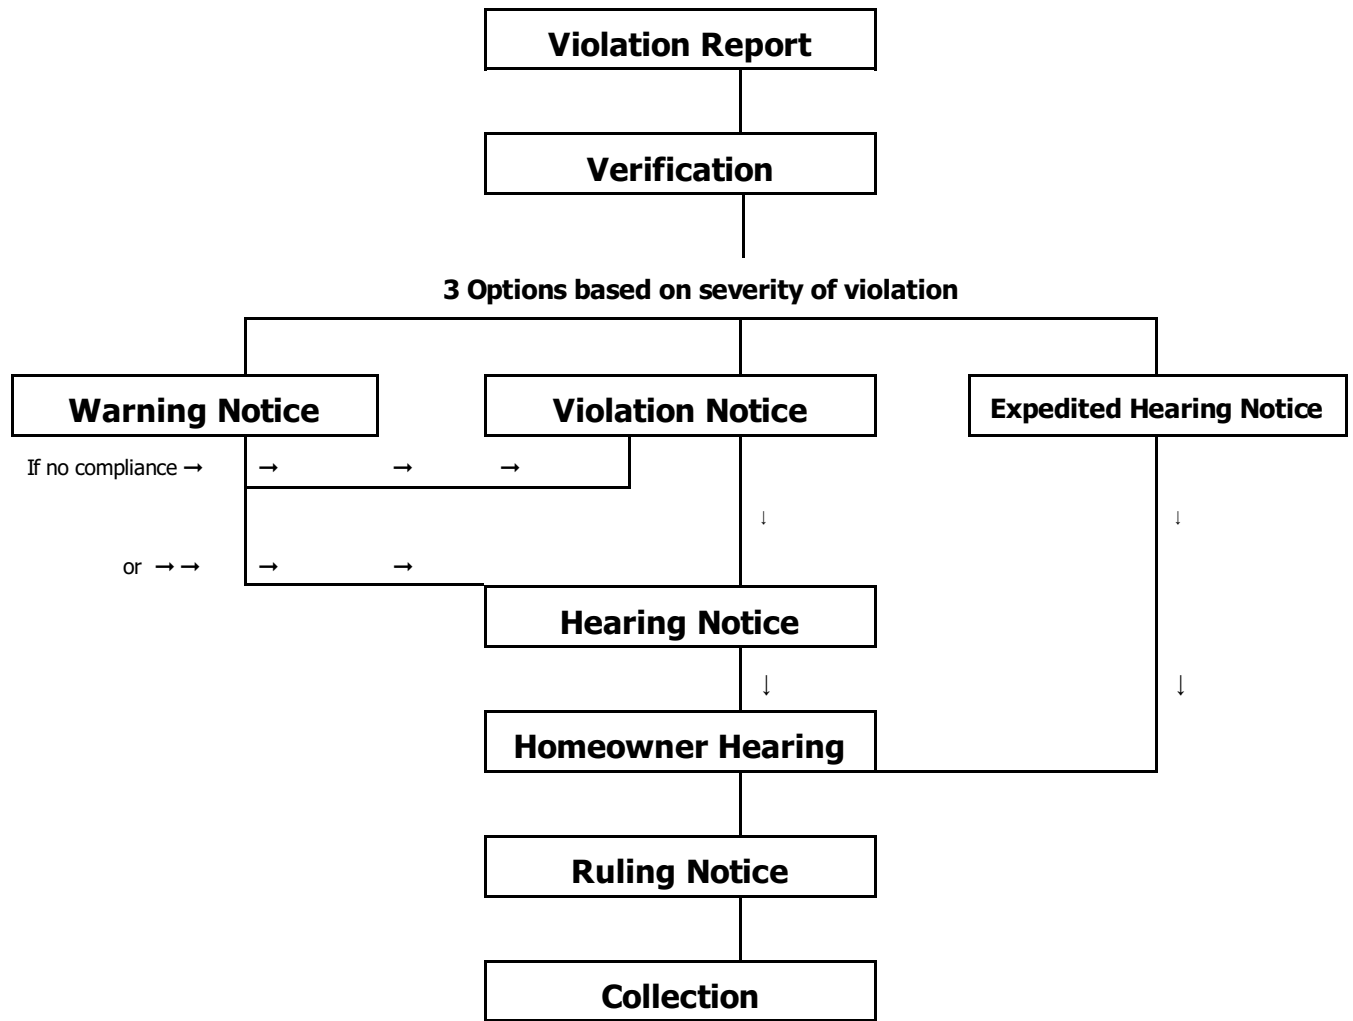 Violation Report
Verification
3 Options based on severity of violation
Warning Notice
Violation Notice
Expedited Hearing Notice
If no compliance → → → →
↓ ↓
or → → → →
Hearing Notice
↓ ↓
Homeowner Hearing
Ruling Notice
Collection